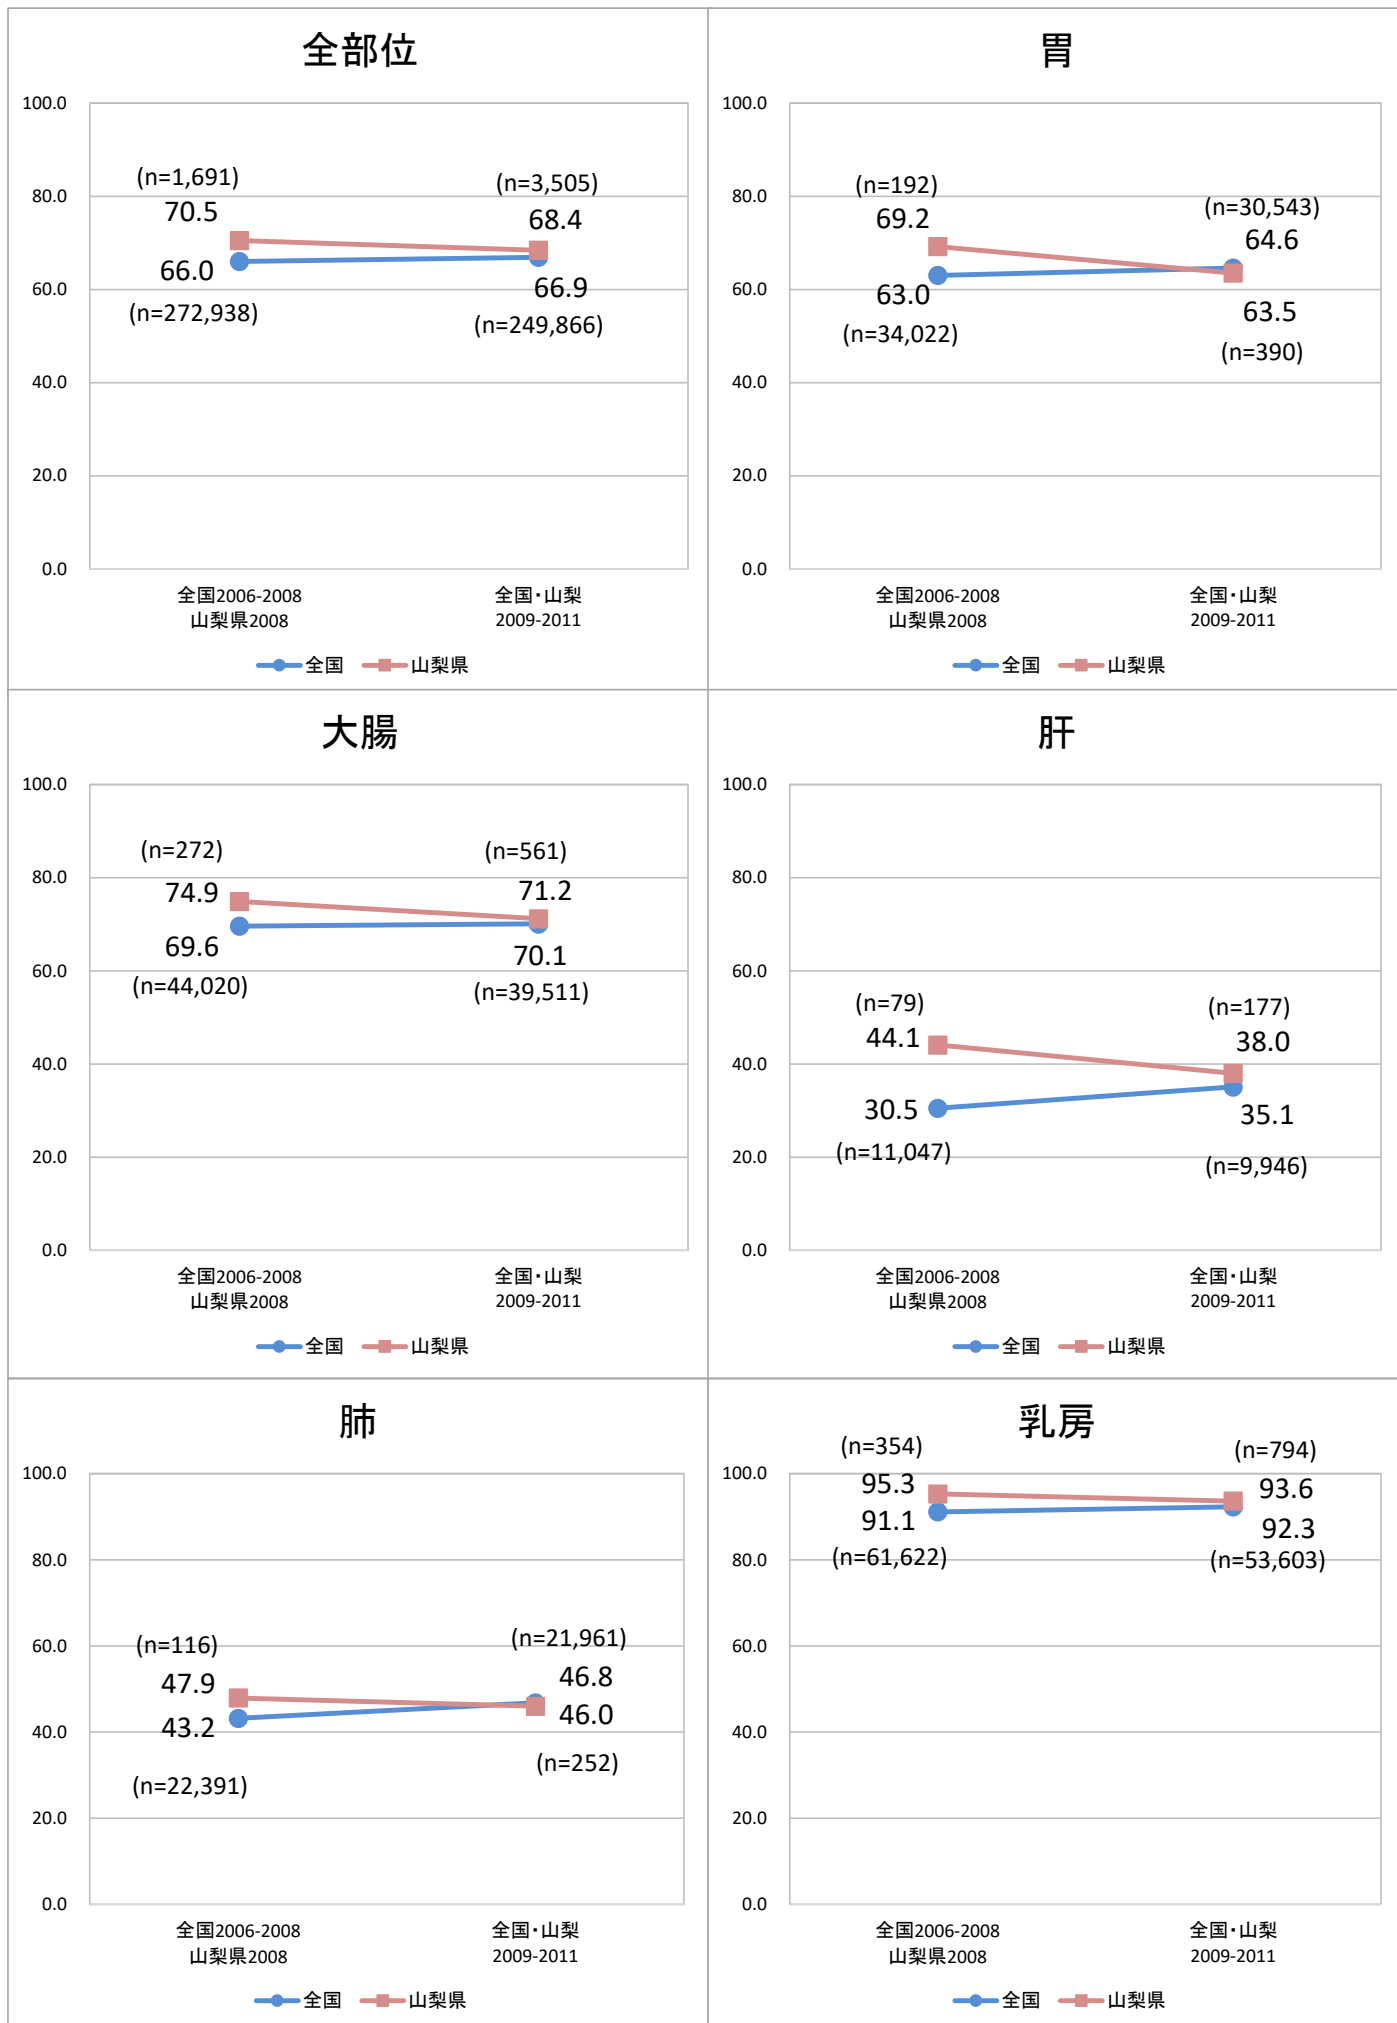 全部位
100.0
80.0
60.0
40.0
20.0
0.0
(n=1,691)
70.5
66.0
(n=272,938)
(n=3,505)
68.4
66.9
(n=249,866)
全国2006-2008
山梨県2008
全国・山梨
2009-2011
全国 山梨県
胃
100.0
80.0
60.0
40.0
20.0
0.0
(n=192)
69.2
63.0
(n=34,022)
(n=30,543)
64.6
63.5
(n=390)
全国2006-2008
山梨県2008
全国・山梨
2009-2011
全国 山梨県
大腸
100.0
80.0
60.0
40.0
20.0
0.0
(n=272)
74.9
69.6
(n=44,020)
(n=561)
71.2
70.1
(n=39,511)
全国2006-2008
山梨県2008
全国・山梨
2009-2011
全国 山梨県
肝
100.0
80.0
60.0
40.0
20.0
0.0
(n=79)
44.1
30.5
(n=11,047)
(n=177)
38.0
35.1
(n=9,946)
全国2006-2008
山梨県2008
全国・山梨
2009-2011
全国 山梨県
肺
100.0
80.0
60.0
40.0
20.0
0.0
(n=116)
47.9
43.2
(n=22,391)
(n=21,961)
46.8
46.0
(n=252)
全国2006-2008
山梨県2008
全国・山梨
2009-2011
全国 山梨県
乳房
100.0
80.0
60.0
40.0
20.0
0.0
(n=354)
95.3
91.1
(n=61,622)
(n=794)
93.6
92.3
(n=53,603)
全国2006-2008
山梨県2008
全国・山梨
2009-2011
全国 山梨県